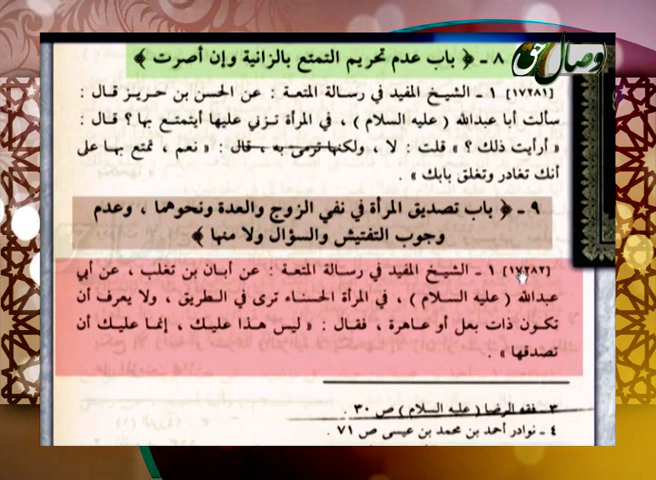 وصال حق
٨ ـ ﴿ باب عدم تحريم التمتع بالزانية وإن أصرت ﴾
[١٧٢٨١] ١ ـ الشيخ المفيد في رسالة المتعة : عن الحسن بن حريز قال :
سألت أبا عبدالله ( عليه السلام ) ، في المرأة تزني عليها أيتمتع بها ؟ قال :
« أرأيت ذلك ؟ » قلت : لا ، ولكنها ترمى به ، قال : « نعم ، تمتع بها على
أنك تغادر وتغلق بابك » .
٩ ـ ﴿ باب تصديق المرأة في نفي الزوج والعدة ونحوهما ، وعدم
وجوب التفتيش والسؤال ولا منها ﴾
[١٧٢٨٢] ١ ـ الشيخ المفيد في رسالة المتعة : عن أبان بن تغلب ، عن أبي
عبدالله ( عليه السلام ) ، في المرأة الحسناء ترى في الطريق ، ولا يعرف أن
تكون ذات بعل أو عاهرة ، فقال : « ليس هذا عليك ، إنما عليك أن
تصدقها » .
٣ ـ فقه الرضا ( عليه السلام ) ص ٣٠ .
٤ ـ نوادر أحمد بن محمد بن عيسى ص ٧١ .